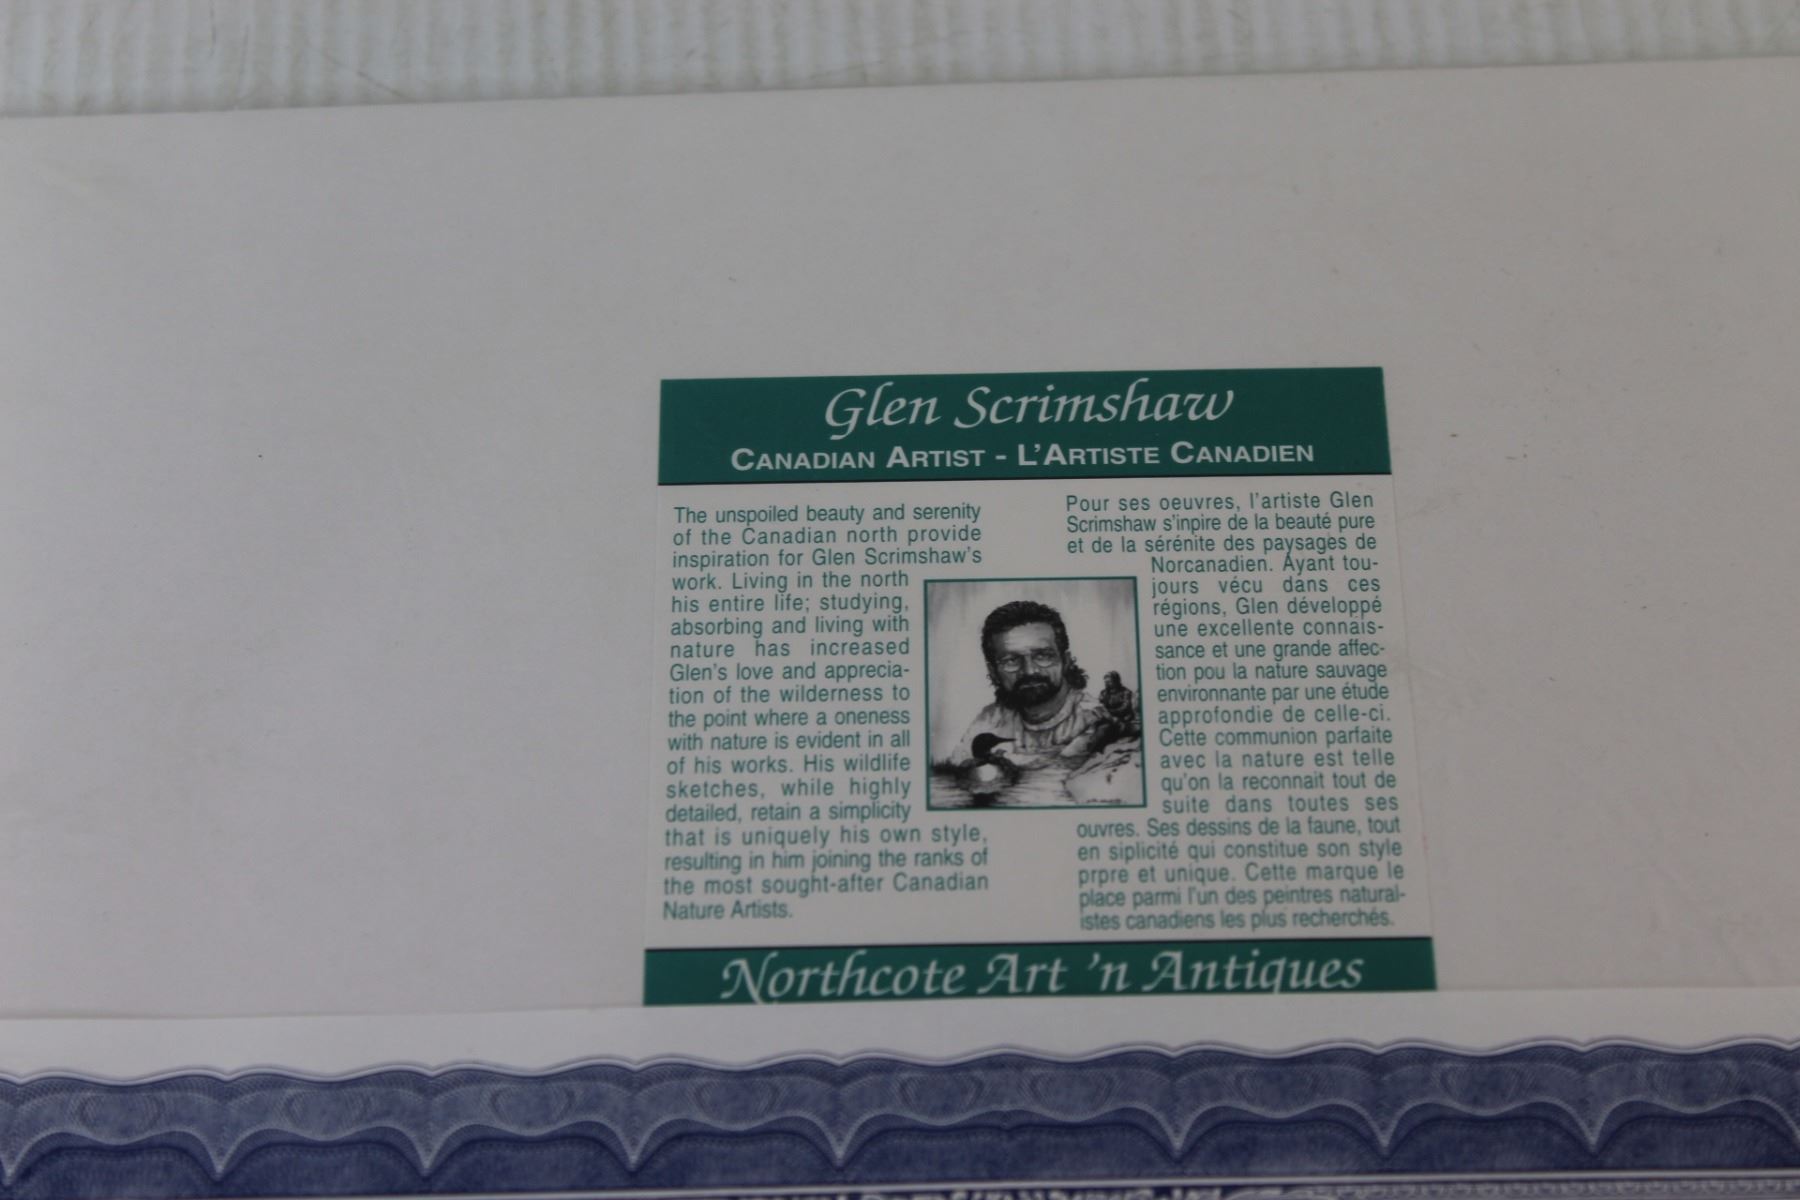 Glen Scrimshaw
CANADIAN ARTIST - L'ARTISTE CANADIEN
The unspoiled beauty and serenity
of the Canadian north provide
inspiration for Glen Scrimshaw's
work. Living in the north
his entire life; studying,
absorbing and living with
nature has increased
Glen's love and apprecia-
tion of the wilderness to
the point where a oneness
with nature is evident in all
of his works. His wildlife
sketches, while highly
detailed, retain a simplicity
that is uniquely his own style,
resulting in him joining the ranks of
the most sought-after Canadian
Nature Artists.
Pour ses oeuvres, l'artiste Glen
Scrimshaw s'inpire de la beauté pure
et de la sérénite des paysages de
Norcanadien. Ayant tou-
jours vécu dans ces
régions, Glen développé
une excellente connais-
sance et une grande affec-
tion pou la nature sauvage
environnante par une étude
approfondie de celle-ci.
Cette communion parfaite
avec la nature est telle
qu'on la reconnait tout de
suite dans toutes ses
ouvres. Ses dessins de la faune, tout
en siplicité qui constitue son style
prpre et unique. Cette marque le
place parmi l'un des peintres natural-
istes canadiens les plus recherchés.
Northcote Art 'n Antiques